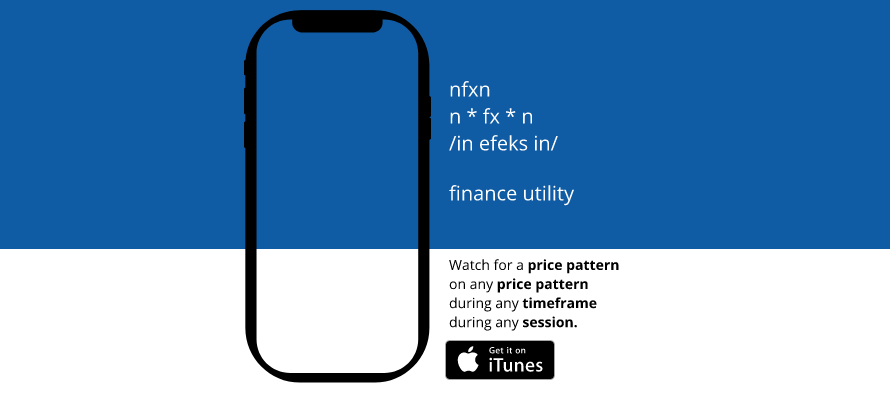 nfxn
n * fx * n
/in efeks in/
finance utility
Watch for a price pattern
on any price pattern
during any timeframe
during any session.
Get it on
iTunes